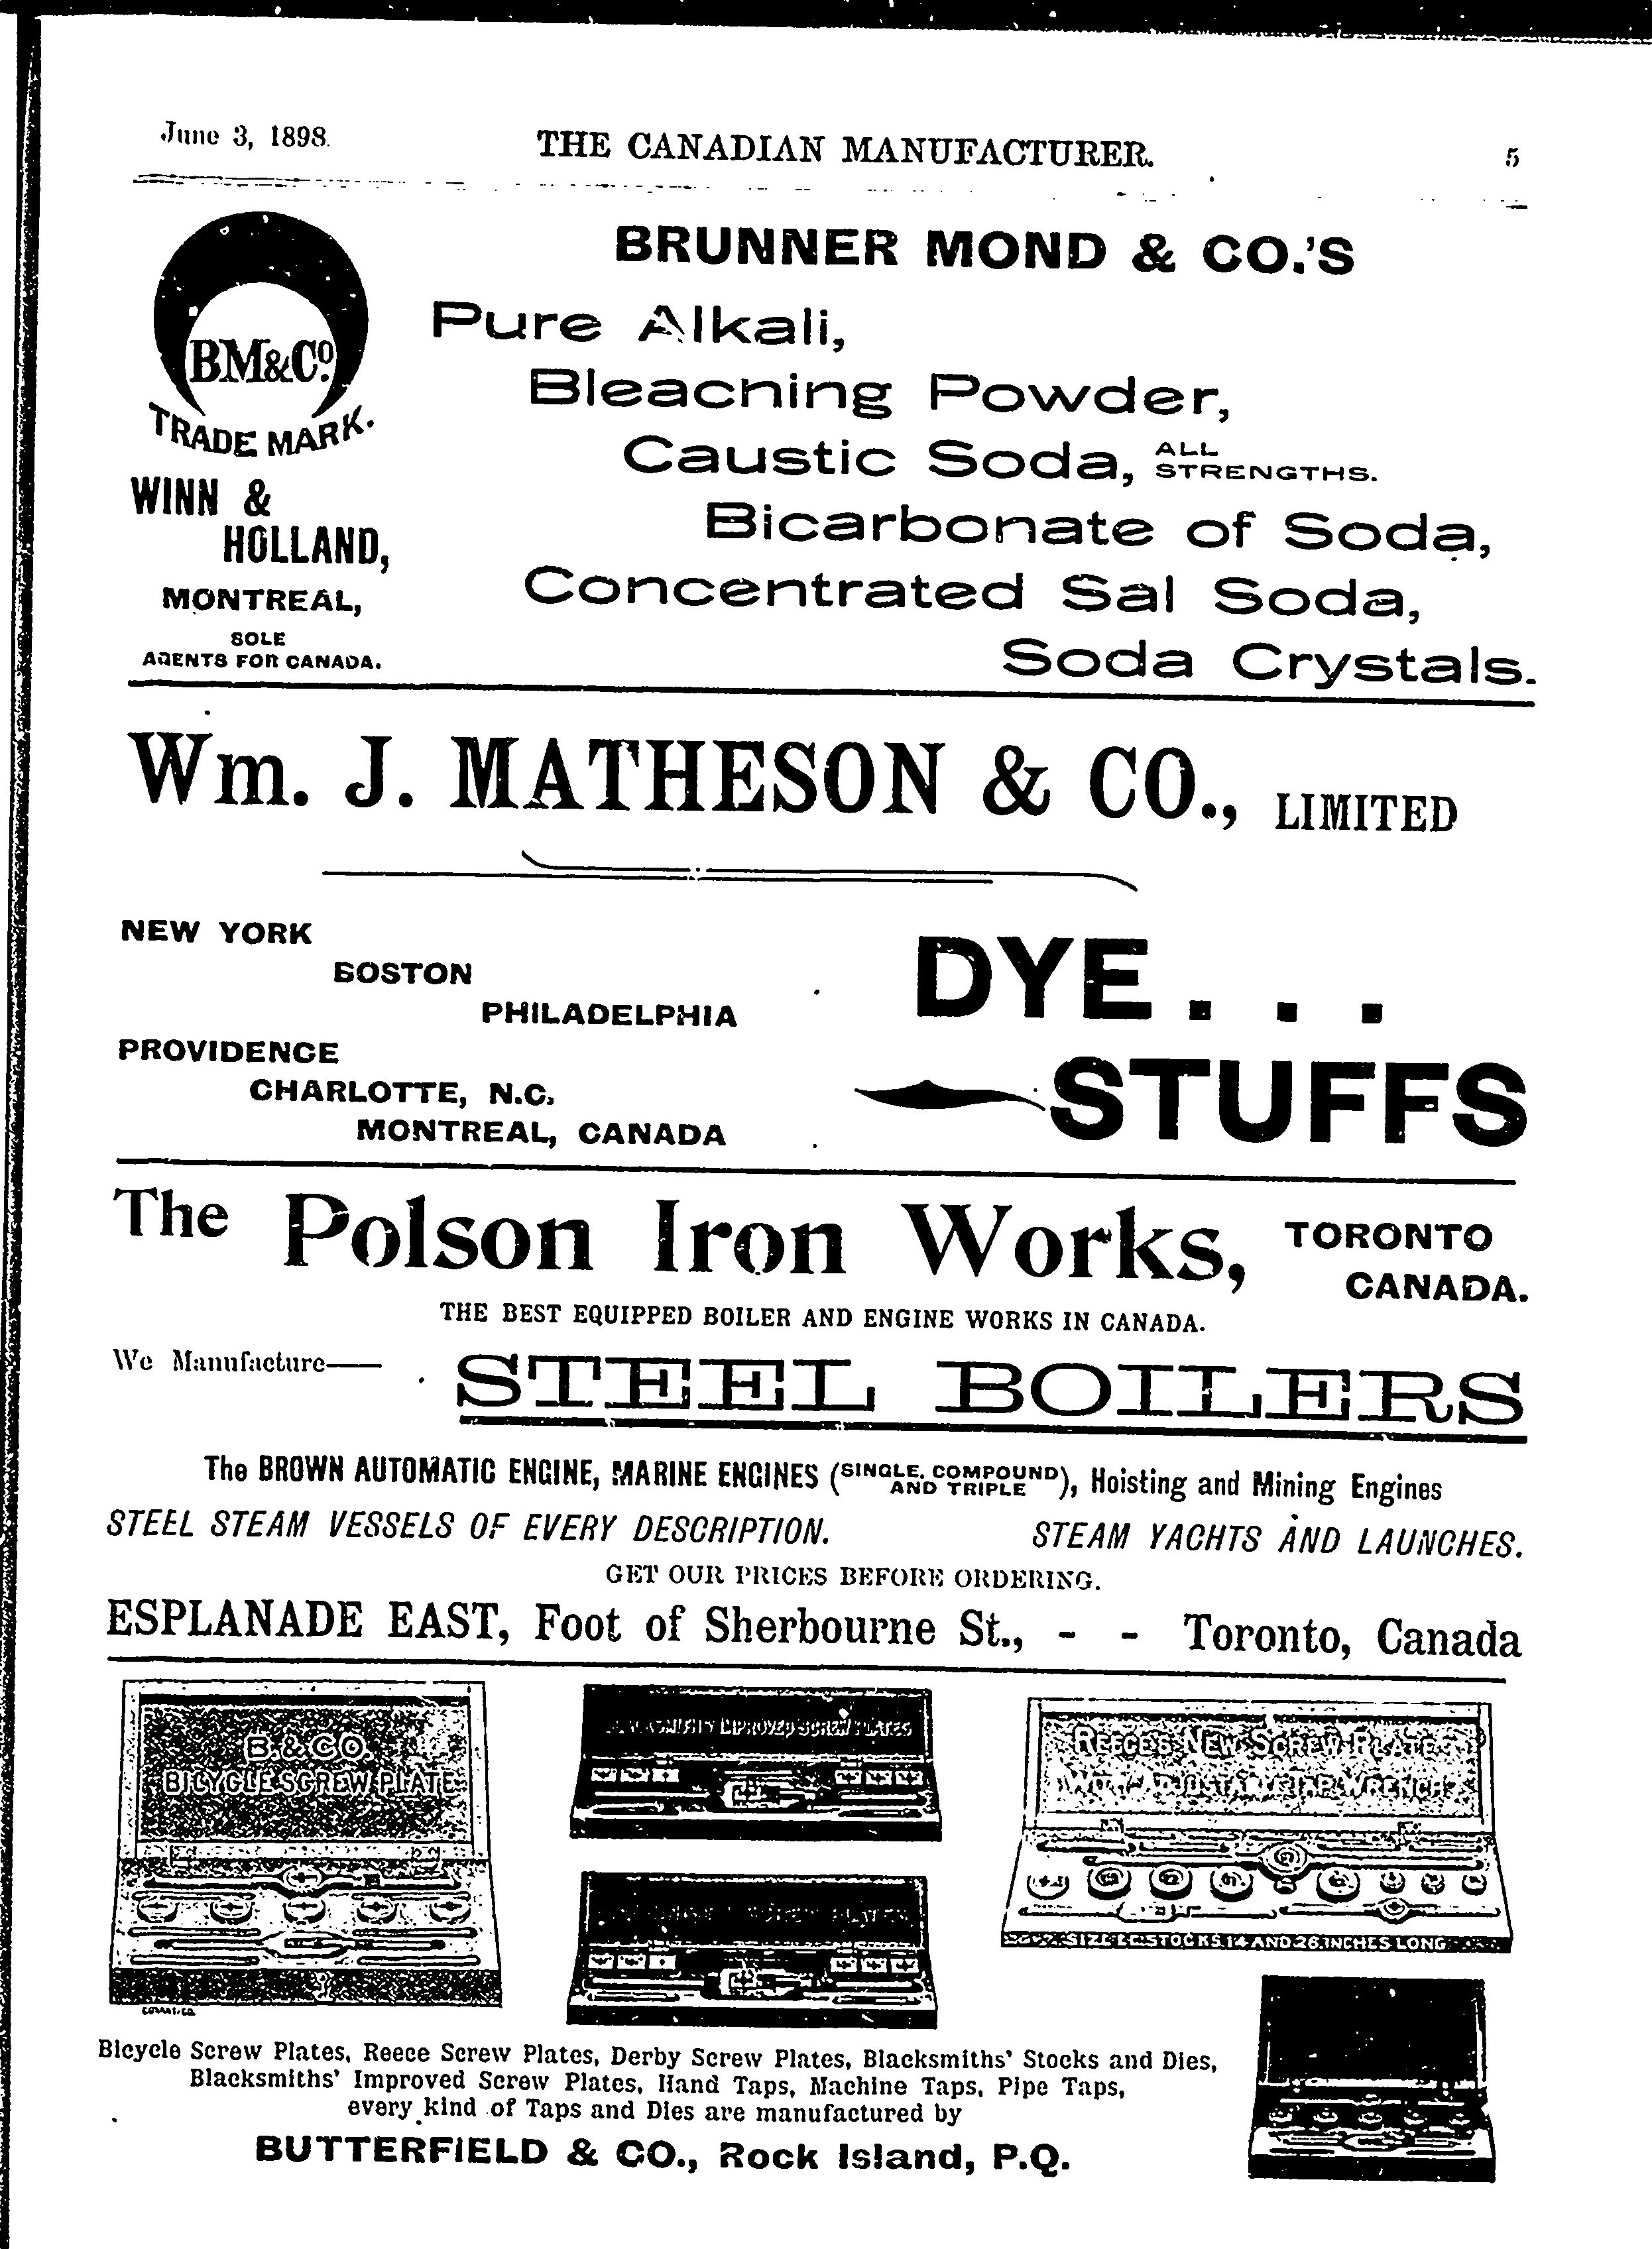 June 3, 1898.
THE CANADIAN MANUFACTURER.
5
BM&Co.
TRADE MARK.
WINN &
HOLLAND,
MONTREAL,
SOLE
AGENTS FOR CANADA.
BRUNNER MOND & CO.'S
Pure Alkali,
Bleaching Powder,
Caustic Soda, ALL STRENGTHS.
Bicarbonate of Soda,
Concentrated Sal Soda,
Soda Crystals.
Wm. J. MATHESON & CO., LIMITED
NEW YORK
BOSTON
PHILADELPHIA
PROVIDENCE
CHARLOTTE, N.C.
MONTREAL, CANADA
DYE . . .
STUFFS
The Polson Iron Works, TORONTO
CANADA.
THE BEST EQUIPPED BOILER AND ENGINE WORKS IN CANADA.
We Manufacture—
STEEL BOILERS
The BROWN AUTOMATIC ENGINE, MARINE ENGINES (SINGLE, COMPOUND AND TRIPLE), Hoisting and Mining Engines
STEEL STEAM VESSELS OF EVERY DESCRIPTION. STEAM YACHTS AND LAUNCHES.
GET OUR PRICES BEFORE ORDERING.
ESPLANADE EAST, Foot of Sherbourne St., - - Toronto, Canada
B. & CO.
BICYCLE SCREW PLATE
IMPROVED SCREW PLATES
REECE'S NEW SCREW PLATES
WITH ADJUSTABLE TAP WRENCH
STOCKS 14 AND 26 INCHES LONG
Bicycle Screw Plates, Reece Screw Plates, Derby Screw Plates, Blacksmiths' Stocks and Dies,
Blacksmiths' Improved Screw Plates, Hand Taps, Machine Taps, Pipe Taps,
every kind of Taps and Dies are manufactured by
BUTTERFIELD & CO., Rock Island, P.Q.